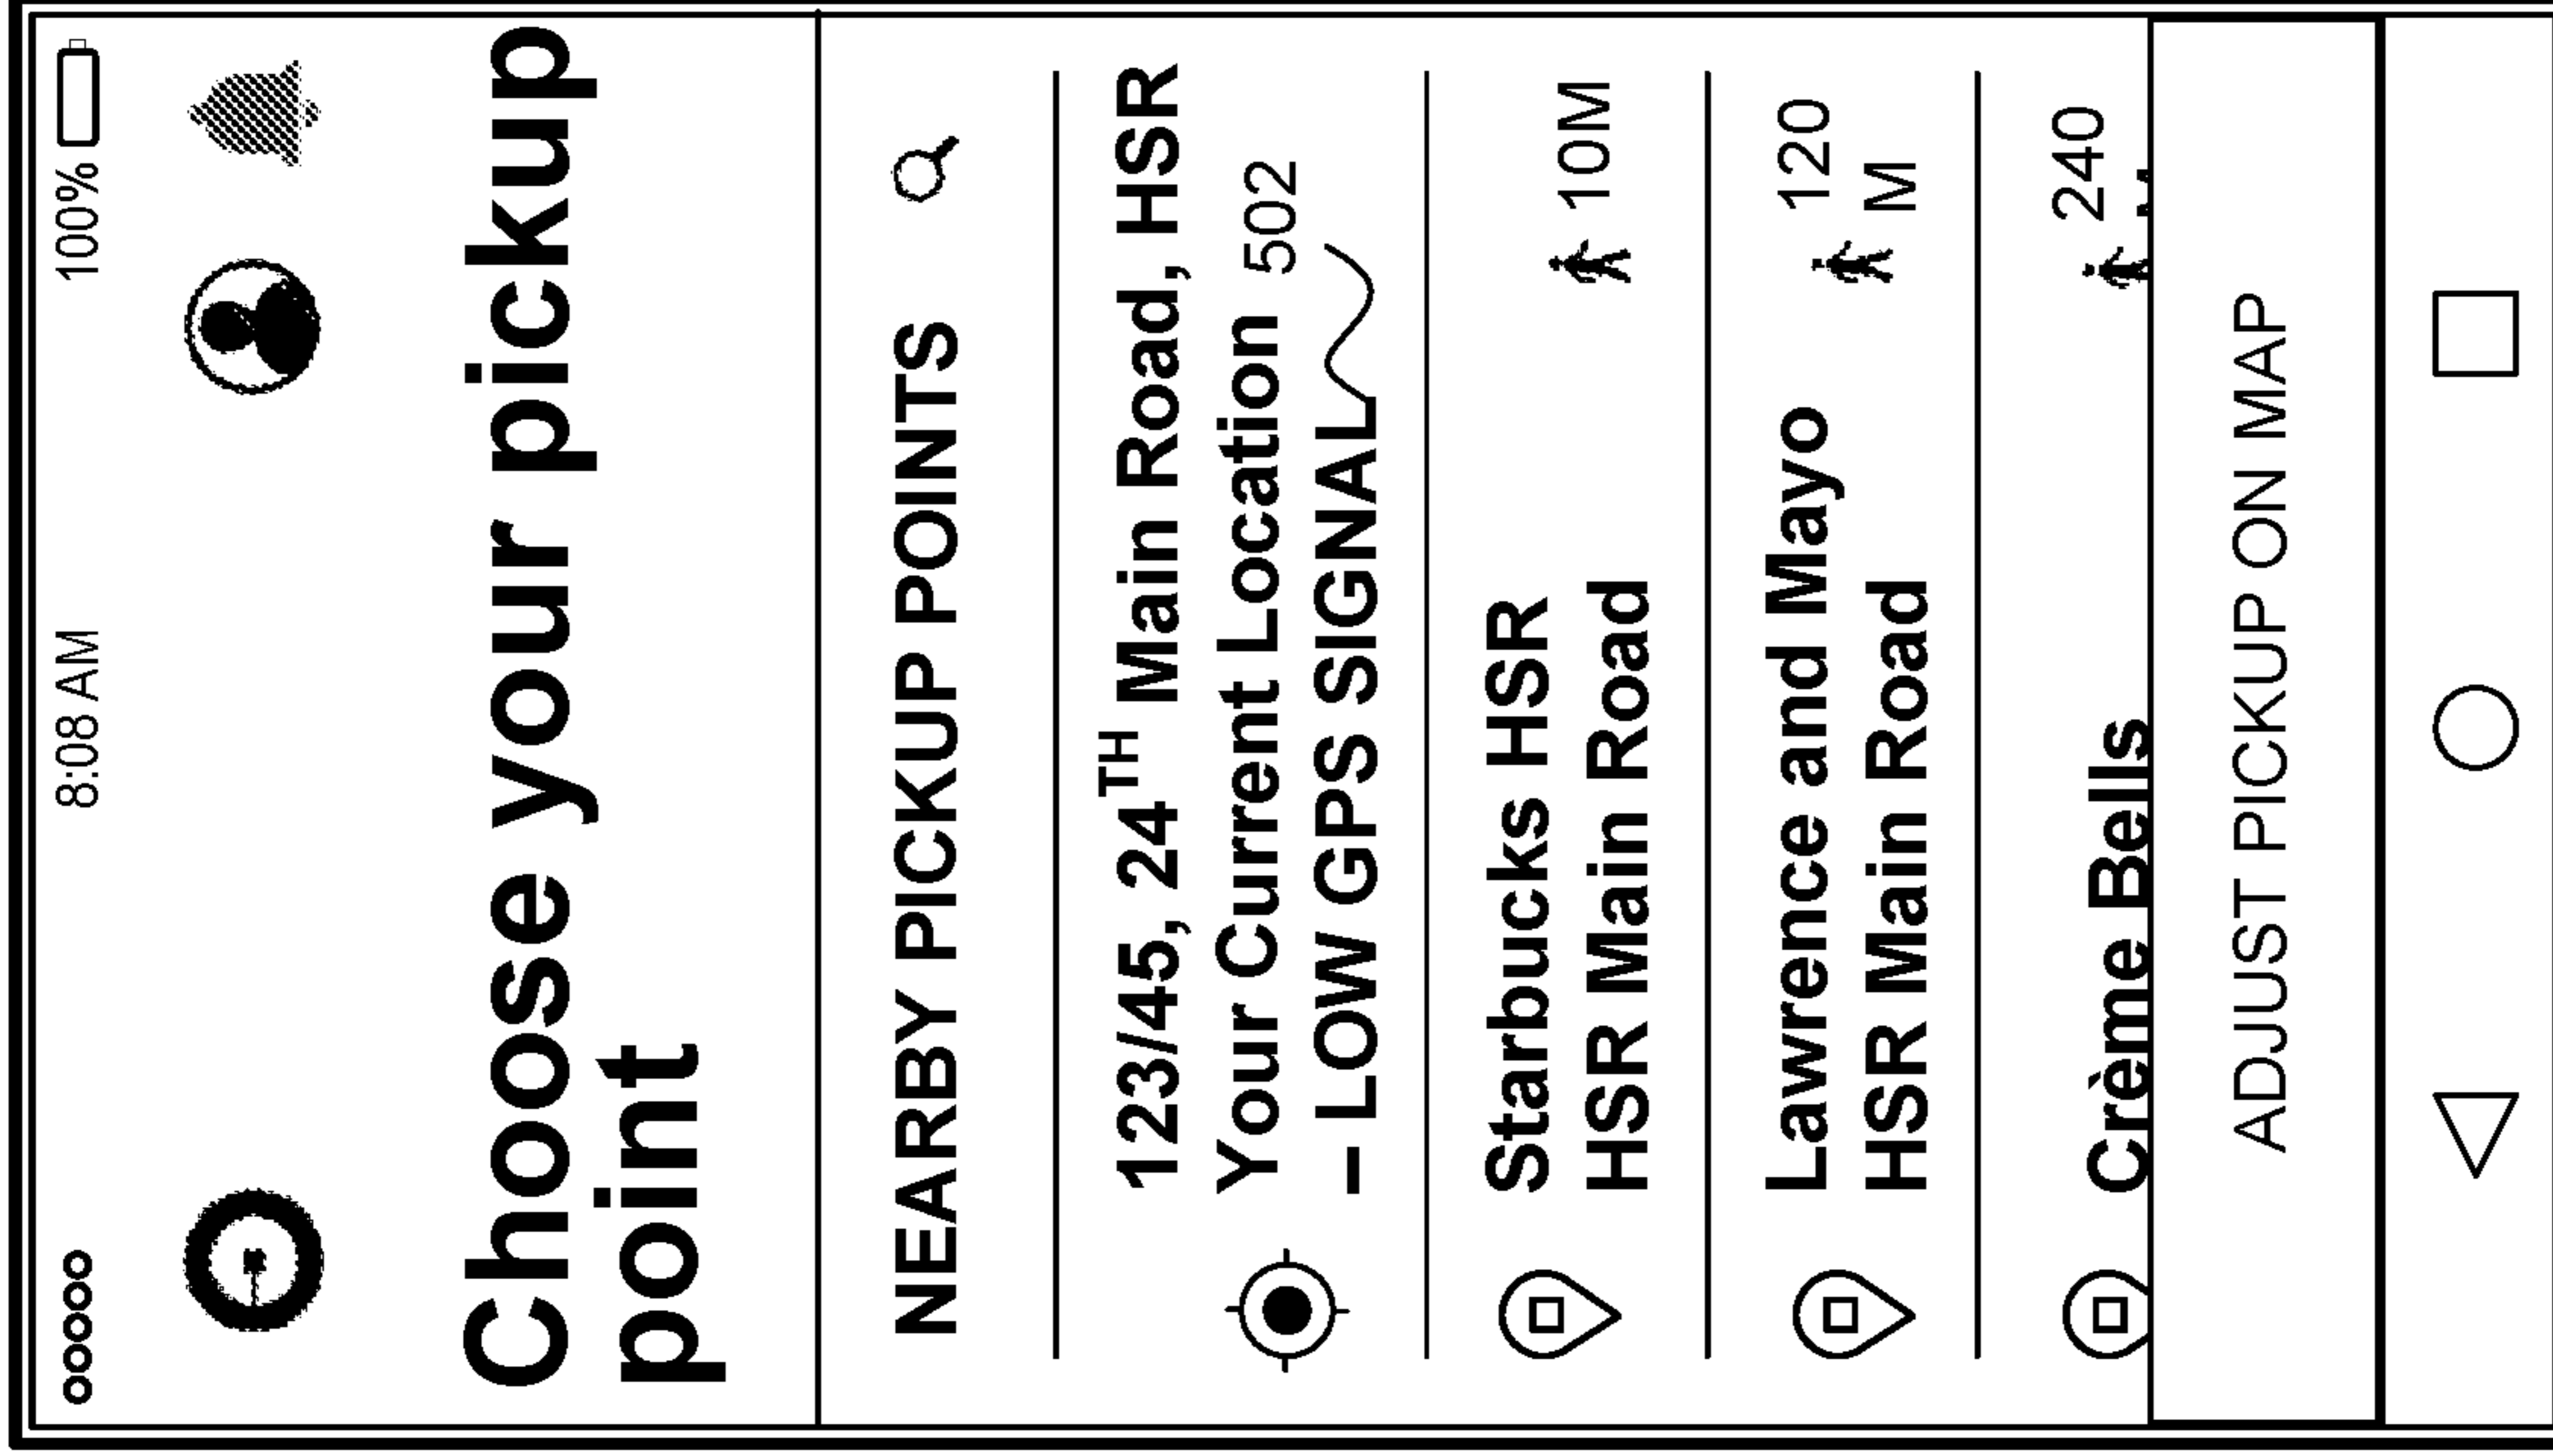 8:08 AM
100%
Choose your pickup
point
NEARBY PICKUP POINTS
123/45, 24TH Main Road, HSR
Your Current Location 502
– LOW GPS SIGNAL
Starbucks HSR
HSR Main Road
10M
Lawrence and Mayo
HSR Main Road
120
M
Crème Bells
240
ADJUST PICKUP ON MAP